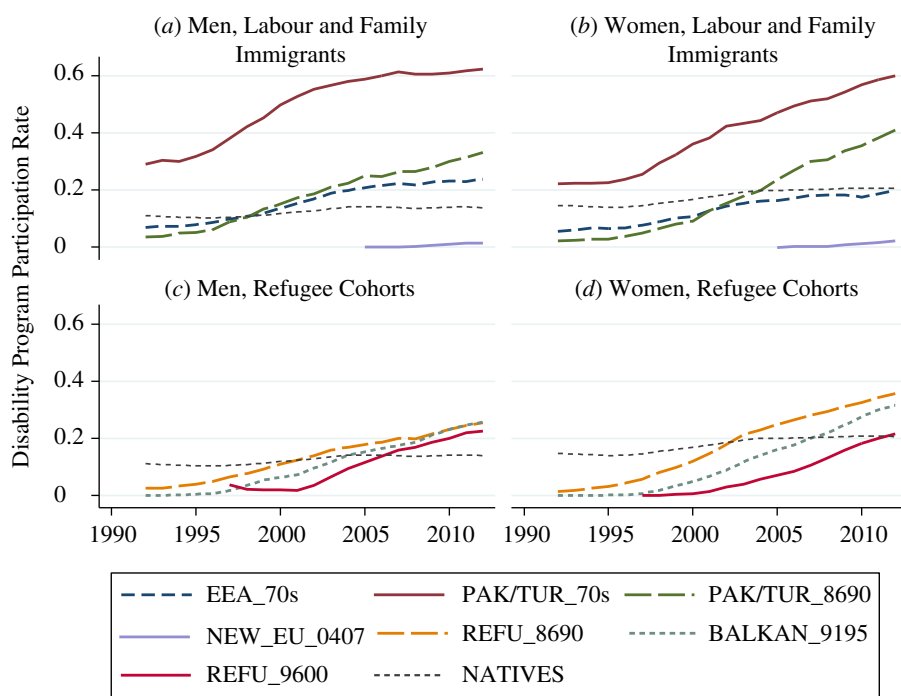 (a) Men, Labour and Family
Immigrants
(b) Women, Labour and Family
Immigrants
Disability Program Participation Rate
0.6
0.4
0.2
0
(c) Men, Refugee Cohorts
(d) Women, Refugee Cohorts
0.6
0.4
0.2
0
1990 1995 2000 2005 2010 1990 1995 2000 2005 2010
EEA_70s PAK/TUR_70s PAK/TUR_8690
NEW_EU_0407 REFU_8690 BALKAN_9195
REFU_9600 NATIVES